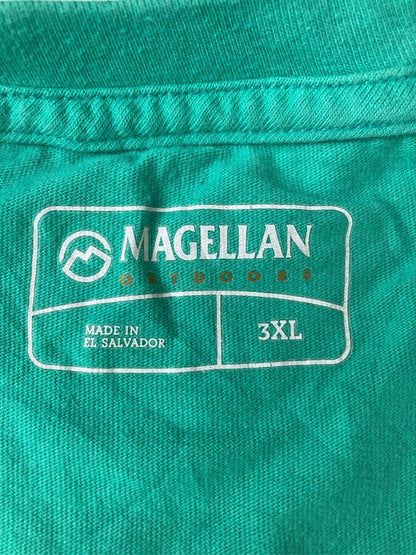 MAGELLAN
OUTDOORS
MADE IN
EL SALVADOR
3XL